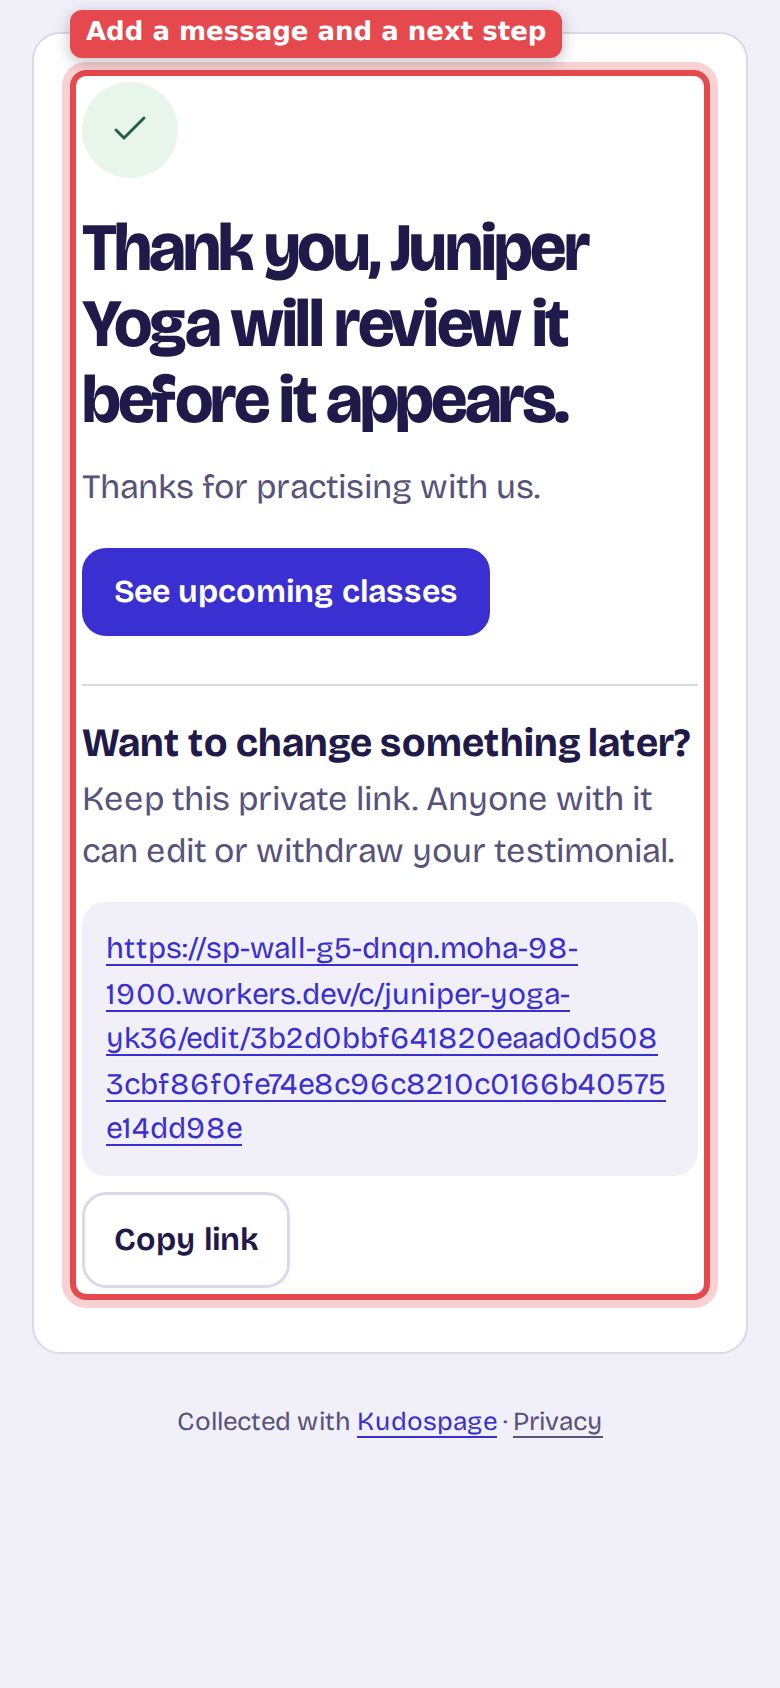 Add a message and a next step
Thank you, Juniper
Yoga will review it
before it appears.
Thanks for practising with us.
See upcoming classes
Want to change something later?
Keep this private link. Anyone with it
can edit or withdraw your testimonial.
https://sp-wall-g5-dnqn.moha-98-
1900.workers.dev/c/juniper-yoga-
yk36/edit/3b2d0bbf641820eaad0d508
3cbf86f0fe74e8c96c8210c0166b40575
e14dd98e
Copy link
Collected with Kudospage · Privacy